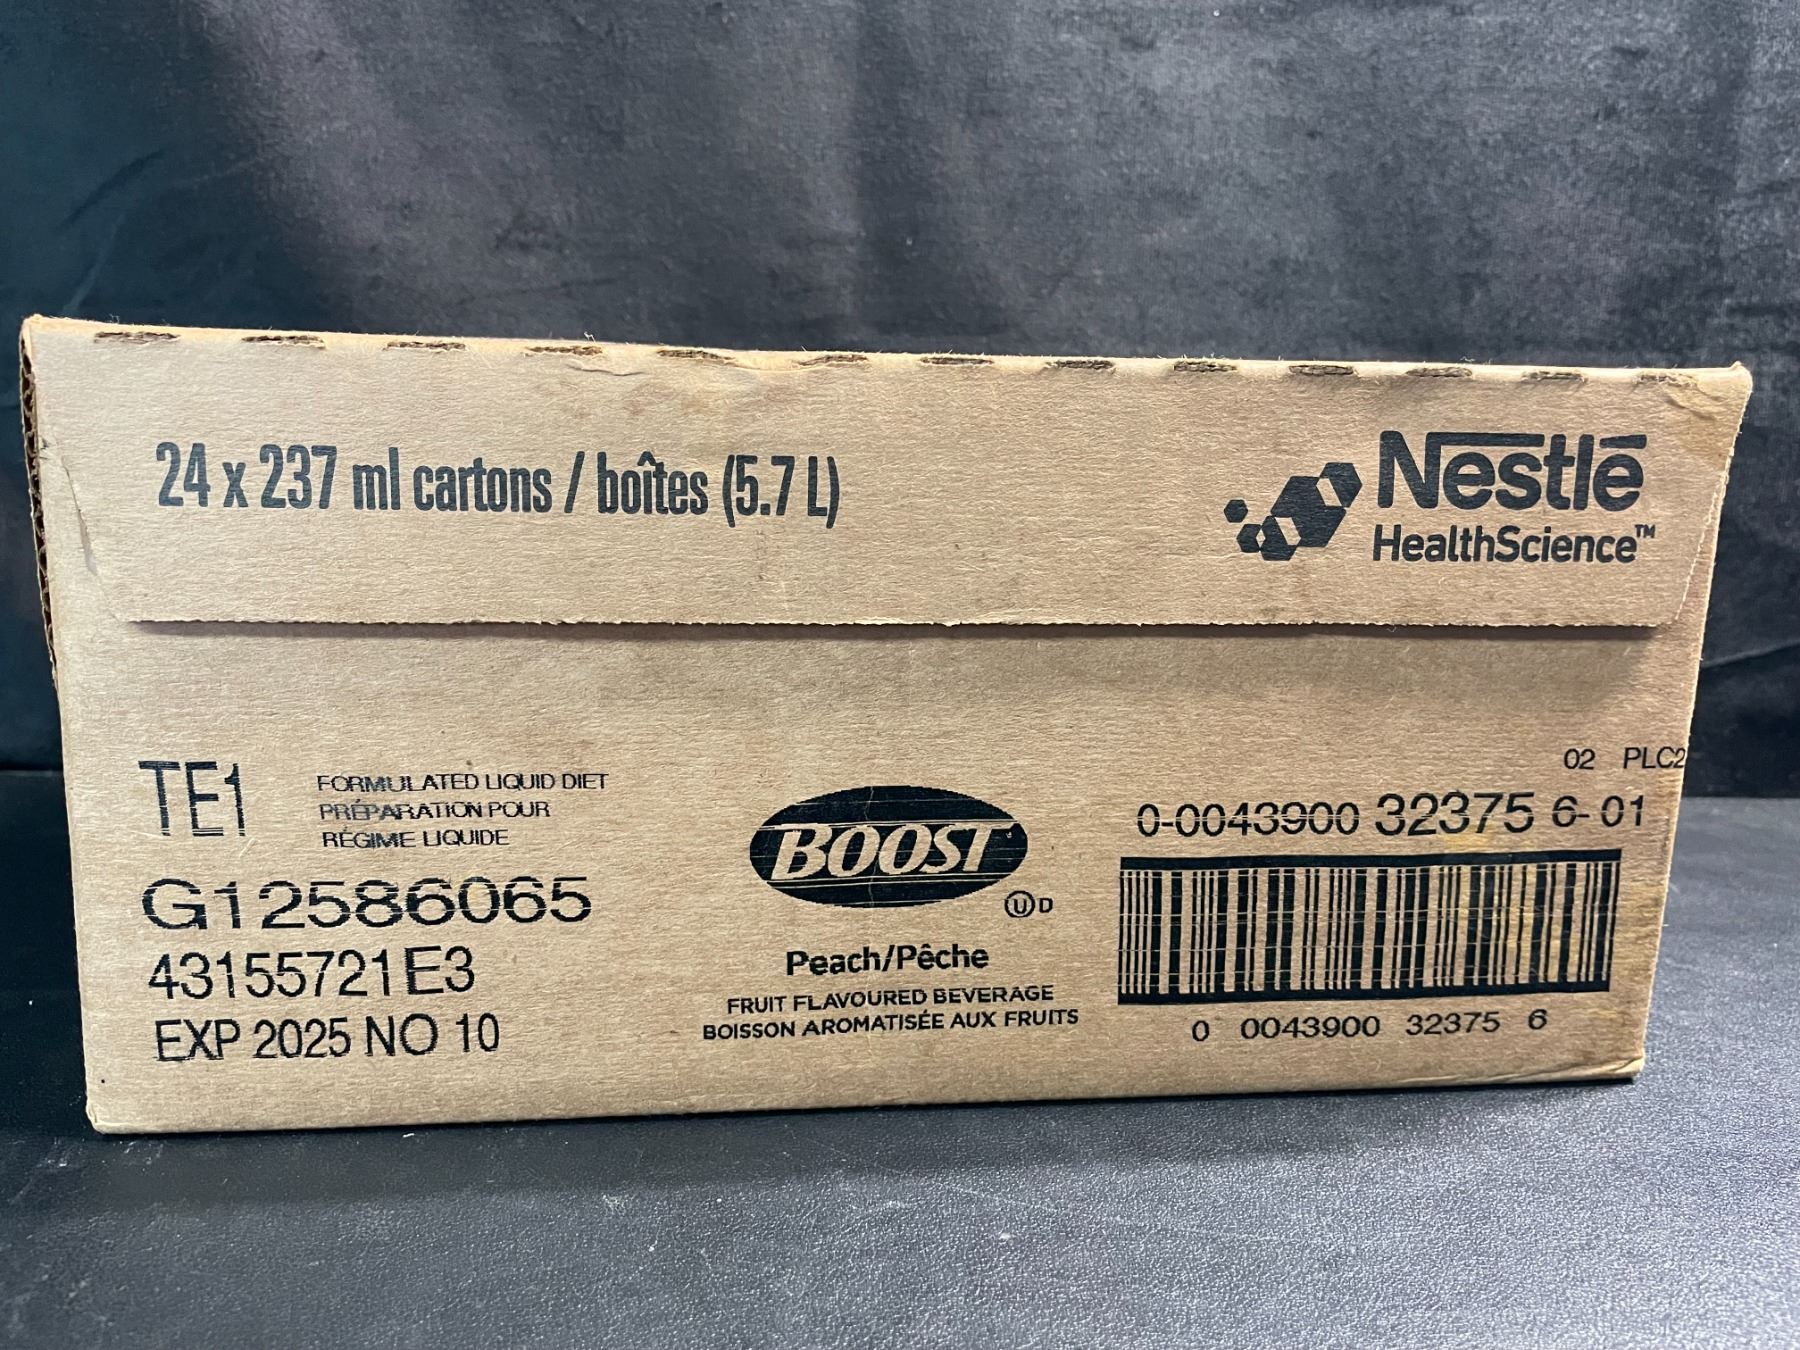 24 x 237 ml cartons / boîtes (5.7 L)
Nestlé
HealthScience™
02 PLC2
TE1
FORMULATED LIQUID DIET
PRÉPARATION POUR
RÉGIME LIQUIDE
G12586065
43155721E3
EXP 2025 NO 10
BOOST
U D
Peach/Pêche
FRUIT FLAVOURED BEVERAGE
BOISSON AROMATISÉE AUX FRUITS
0-0043900 32375 6-01
0 0043900 32375 6